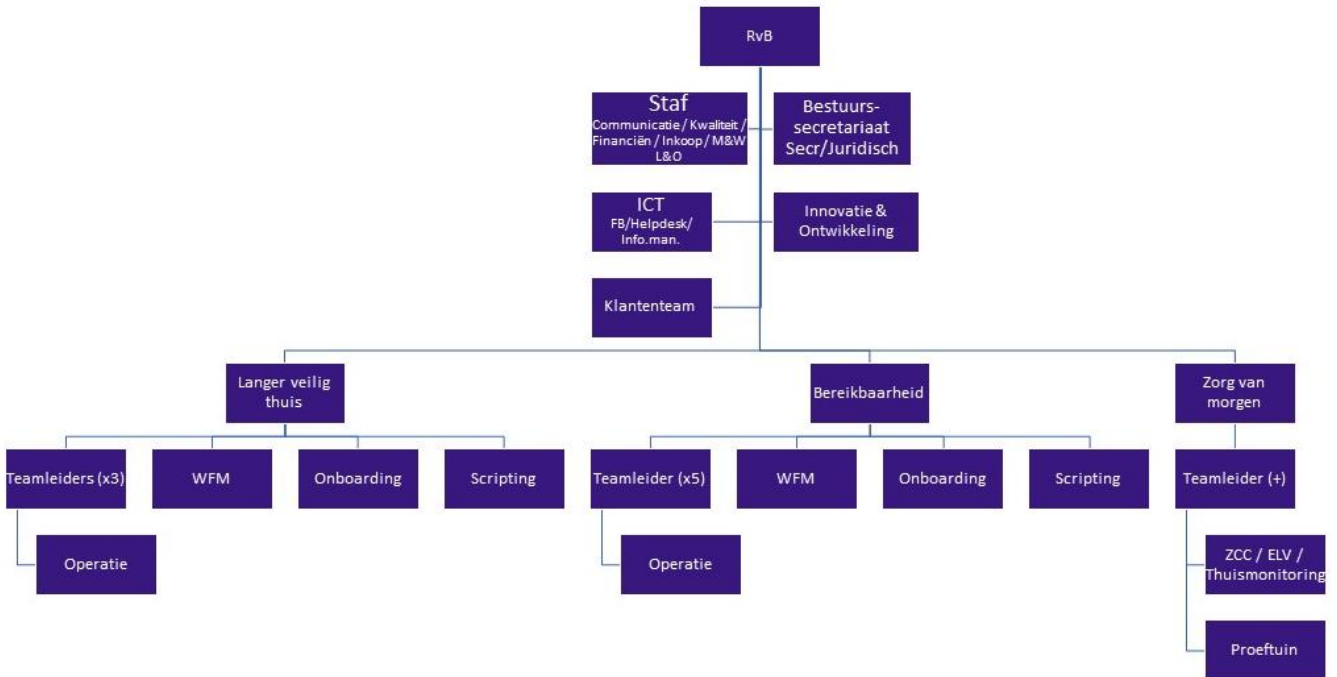 RvB
Staf
Communicatie / Kwaliteit /
Financiën / Inkoop / M&W
L&O
Bestuurs-
secretariaat
Secr/Juridisch
ICT
FB/Helpdesk/
Info.man.
Innovatie &
Ontwikkeling
Klantenteam
Langer veilig
thuis
Bereikbaarheid
Zorg van
morgen
Teamleiders (x3)
WFM
Onboarding
Scripting
Teamleider (x5)
WFM
Onboarding
Scripting
Teamleider (+)
Operatie
Operatie
ZCC / ELV /
Thuismonitoring
Proeftuin